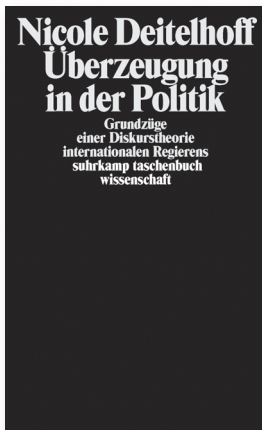 Nicole Deitelhoff
Überzeugung
in der Politik
Grundzüge
einer Diskurstheorie
internationalen Regierens
suhrkamp taschenbuch
wissenschaft